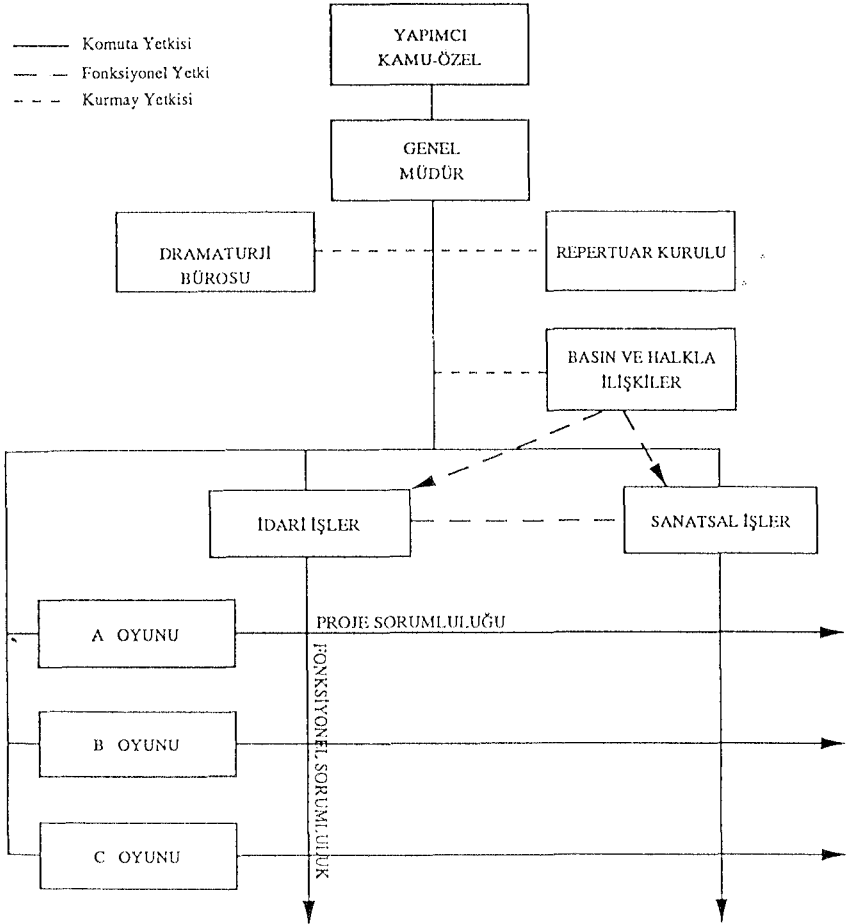 Komuta Yetkisi
Fonksiyonel Yetki
Kurmay Yetkisi
YAPIMCI
KAMU-ÖZEL
GENEL
MÜDÜR
DRAMATURJİ
BÜROSU
REPERTUAR KURULU
BASIN VE HALKLA
İLİŞKİLER
İDARİ İŞLER
SANATSAL İŞLER
A OYUNU
PROJE SORUMLULUĞU
FONKSİYONEL SORUMLULUK
B OYUNU
C OYUNU